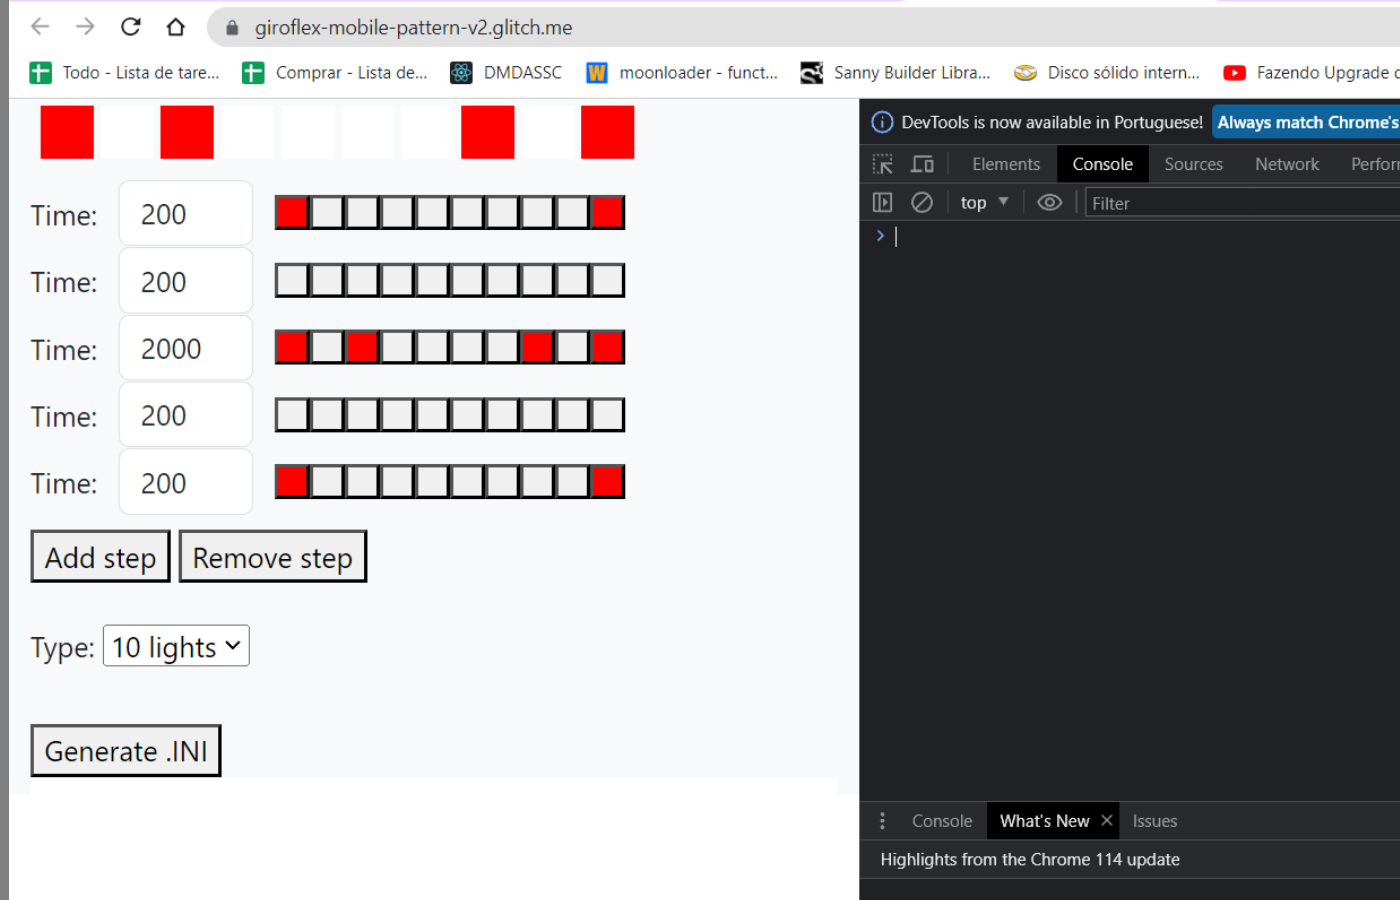 giroflex-mobile-pattern-v2.glitch.me
Todo - Lista de tare... Comprar - Lista de... DMDASSC moonloader - funct... Sanny Builder Libra... Disco sólido intern... Fazendo Upgrade
DevTools is now available in Portuguese! Always match Chrome's
Elements Console Sources Network Perfor
top Filter
Time: 200
Time: 200
Time: 2000
Time: 200
Time: 200
Add step Remove step
Type: 10 lights
Generate .INI
Console What's New Issues
Highlights from the Chrome 114 update